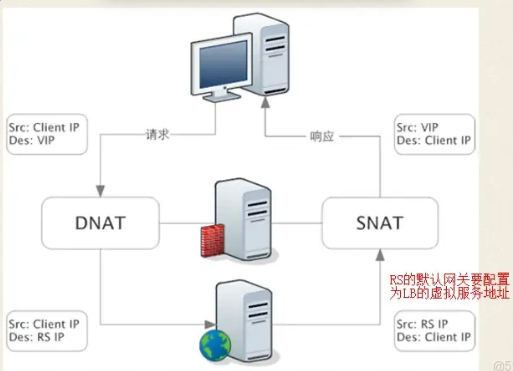 请求
响应
Src: Client IP
Des: VIP
Src: VIP
Des: Client IP
DNAT
SNAT
RS的默认网关要配置
为LB的虚拟服务地址
Src: Client IP
Des: RS IP
Src: RS IP
Des: Client IP
@5